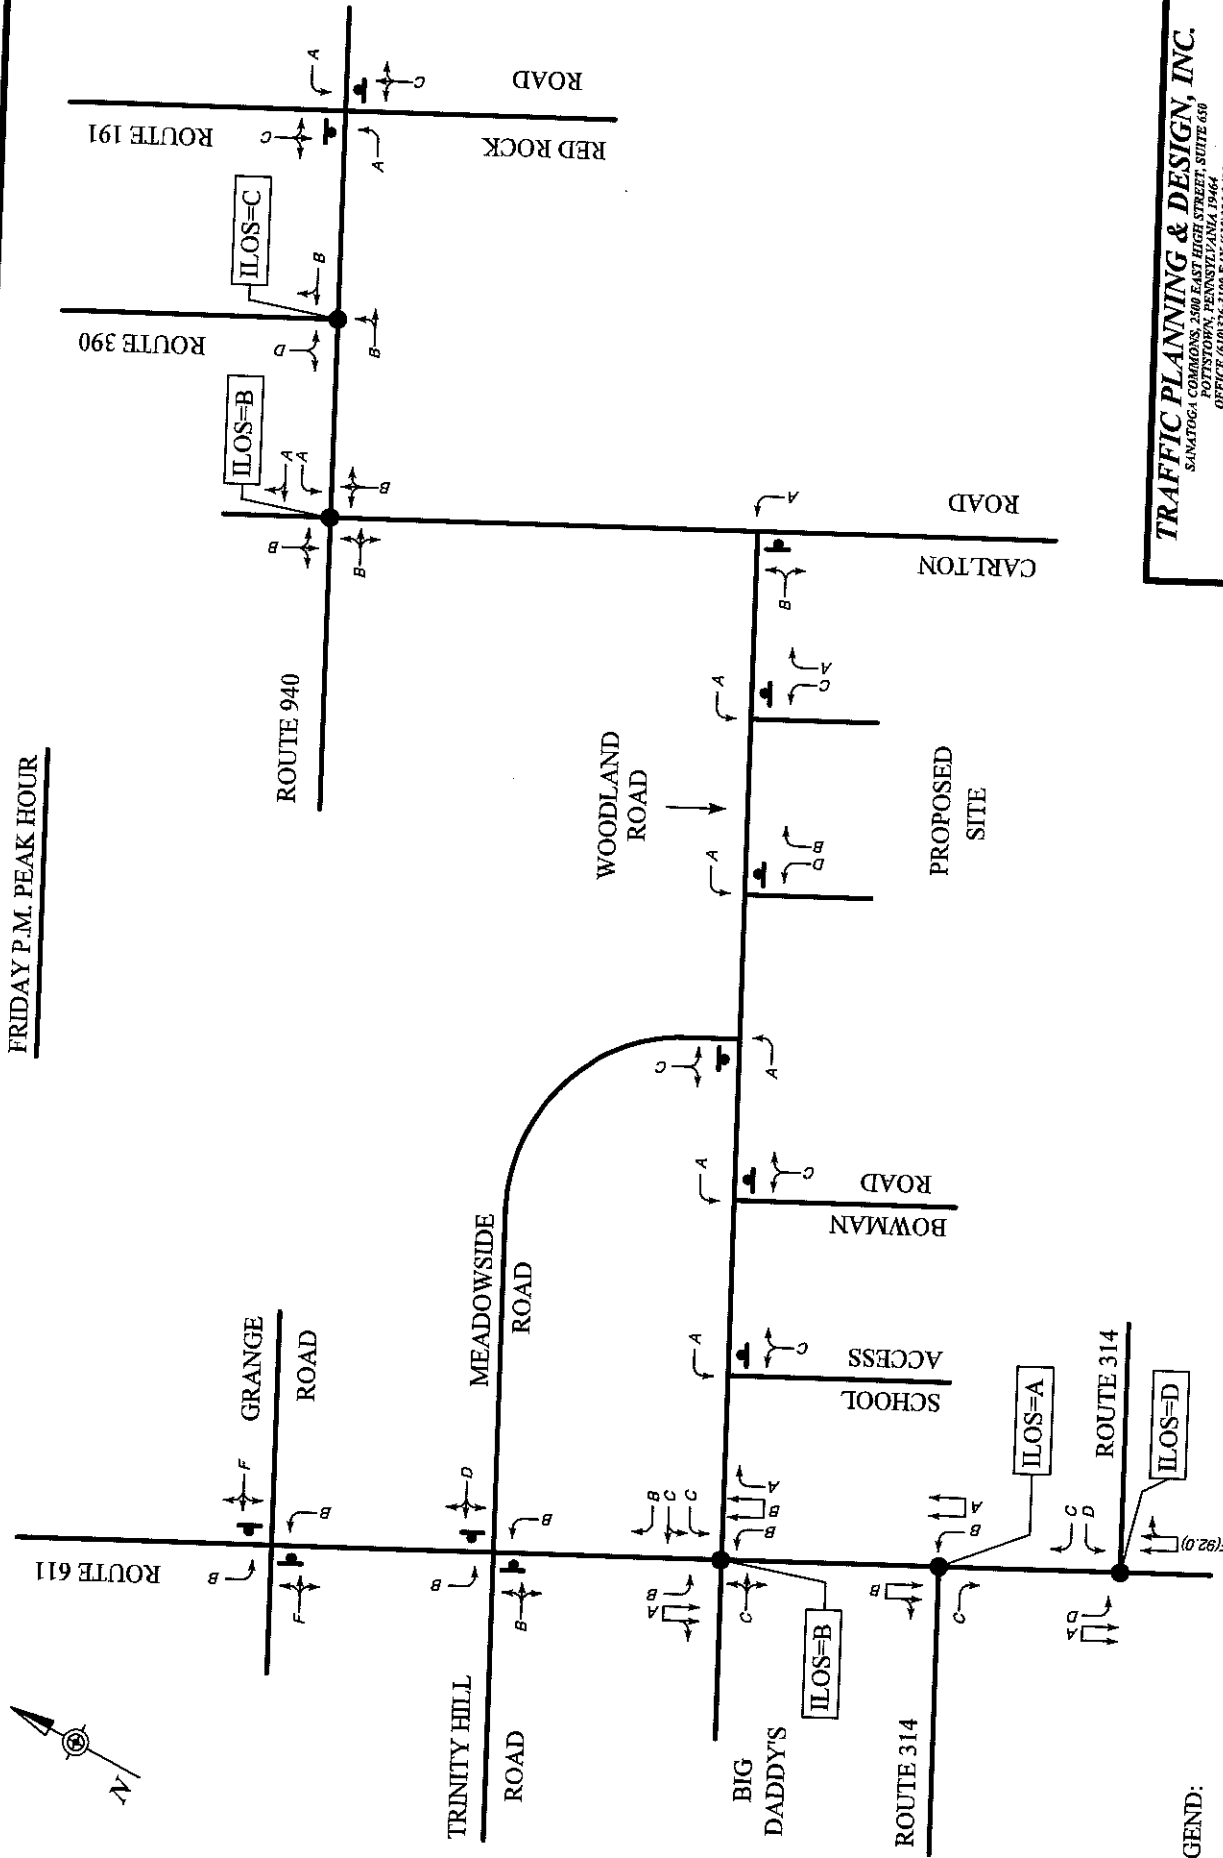 FRIDAY P.M. PEAK HOUR
ROUTE 611
GRANGE
ROAD
F
B
B
F
TRINITY HILL
ROAD
MEADOWSIDE
ROAD
D
B
B
B
BIG
DADDY'S
ILOS=B
B
C
C
A
B
B
B
A
C
ROUTE 314
ILOS=A
A
B
B
C
ROUTE 314
ILOS=D
C
D
D
A
(92.0)
SCHOOL
ACCESS
A
C
BOWMAN
ROAD
A
C
C
A
WOODLAND
ROAD
PROPOSED
SITE
A
B
D
A
A
C
CARLTON
ROAD
A
B
ROUTE 940
ILOS=B
A
A
B
B
B
ROUTE 390
ILOS=C
B
D
B
ROUTE 191
RED ROCK
ROAD
A
C
C
A
N
GEND:
TRAFFIC PLANNING & DESIGN, INC.
SANATOGA COMMONS, 2500 EAST HIGH STREET, SUITE 650
POTTSTOWN, PENNSYLVANIA 19464